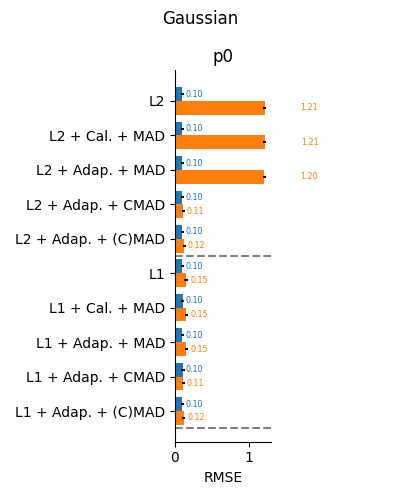 Gaussian
p0
L2 0.10 1.21
L2 + Cal. + MAD 0.10 1.21
L2 + Adap. + MAD 0.10 1.20
L2 + Adap. + CMAD 0.10 0.11
L2 + Adap. + (C)MAD 0.10 0.12
L1 0.10 0.15
L1 + Cal. + MAD 0.10 0.15
L1 + Adap. + MAD 0.10 0.15
L1 + Adap. + CMAD 0.10 0.11
L1 + Adap. + (C)MAD 0.10 0.12
0 1
RMSE